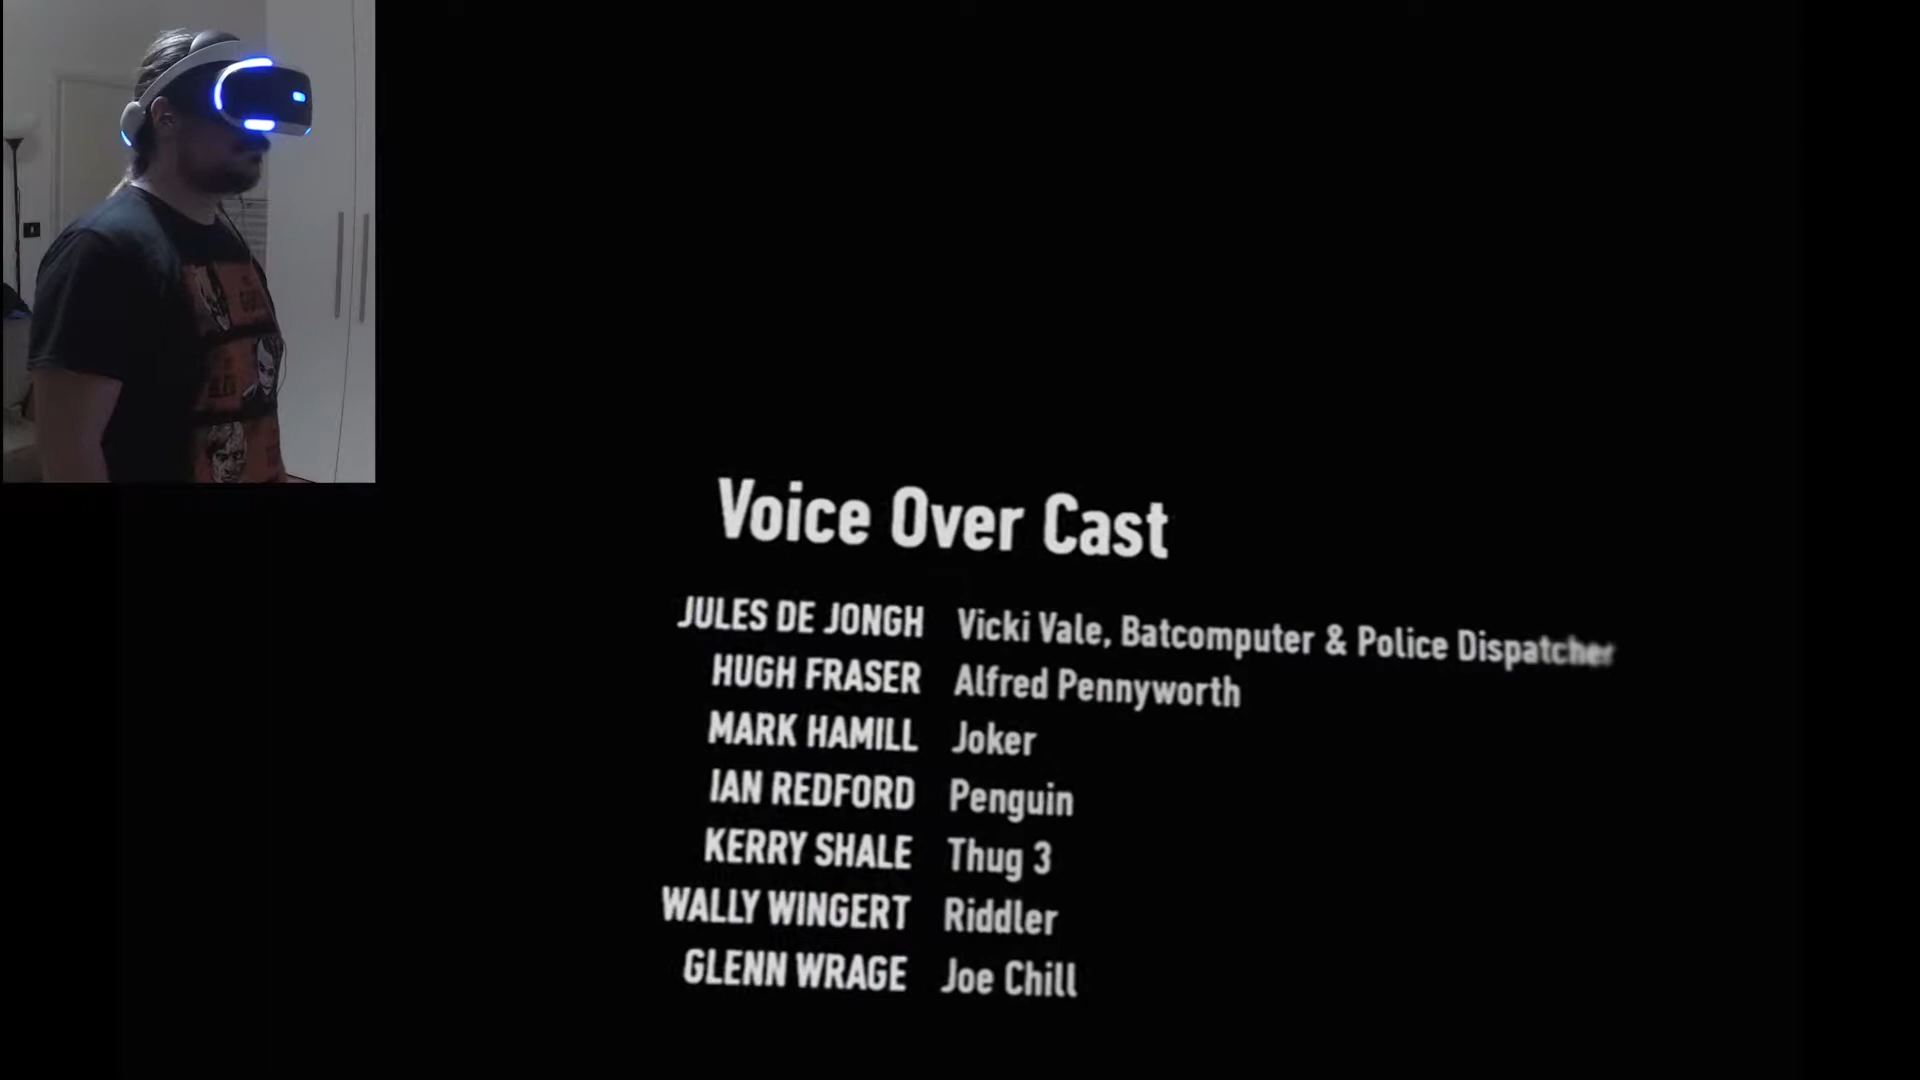 Voice Over Cast
JULES DE JONGH Vicki Vale, Batcomputer & Police Dispatcher
HUGH FRASER Alfred Pennyworth
MARK HAMILL Joker
IAN REDFORD Penguin
KERRY SHALE Thug 3
WALLY WINGERT Riddler
GLENN WRAGE Joe Chill